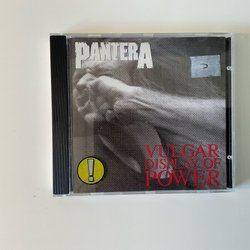 PANTERA
VULGAR
DISPLAY OF
POWER
!